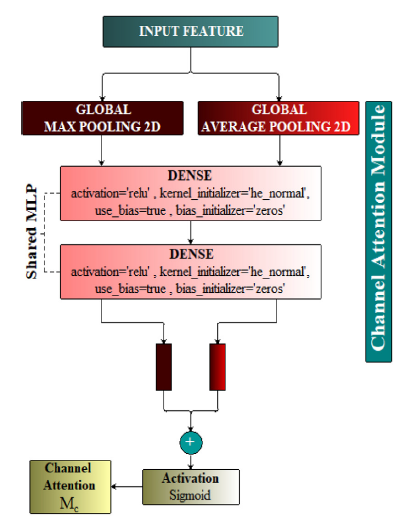 INPUT FEATURE
GLOBAL
MAX POOLING 2D
GLOBAL
AVERAGE POOLING 2D
DENSE
activation='relu' , kernel_initializer='he_normal',
use_bias=true , bias_initializer='zeros'
DENSE
activation='relu' , kernel_initializer='he_normal',
use_bias=true , bias_initializer='zeros'
Shared MLP
Channel Attention Module
+
Activation
Sigmoid
Channel
Attention
Mc